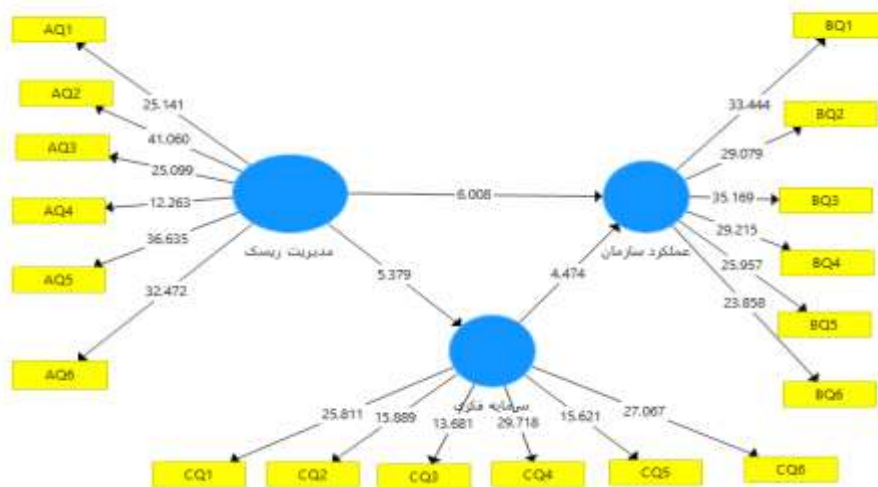 AQ1
AQ2
AQ3
AQ4
AQ5
AQ6
25.141
41.060
25.099
12.263
36.635
32.472
مدیریت ریسک
6.008
5.379
4.474
عملکرد سازمان
33.444
29.079
35.169
29.215
25.957
23.858
BQ1
BQ2
BQ3
BQ4
BQ5
BQ6
سرمایه فکری
25.811
15.889
13.681
29.718
15.621
27.067
CQ1
CQ2
CQ3
CQ4
CQ5
CQ6